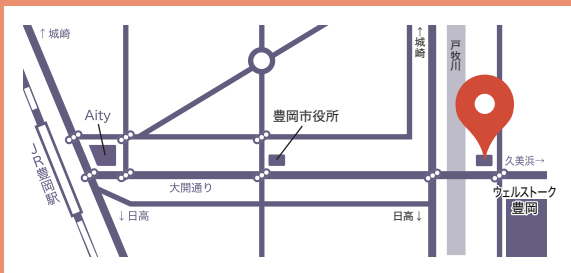 ↑城崎
↑城崎
戸牧川
Aity
豊岡市役所
JR豊岡駅
久美浜→
大開通り
ウェルストーク
豊岡
↓日高
日高↓